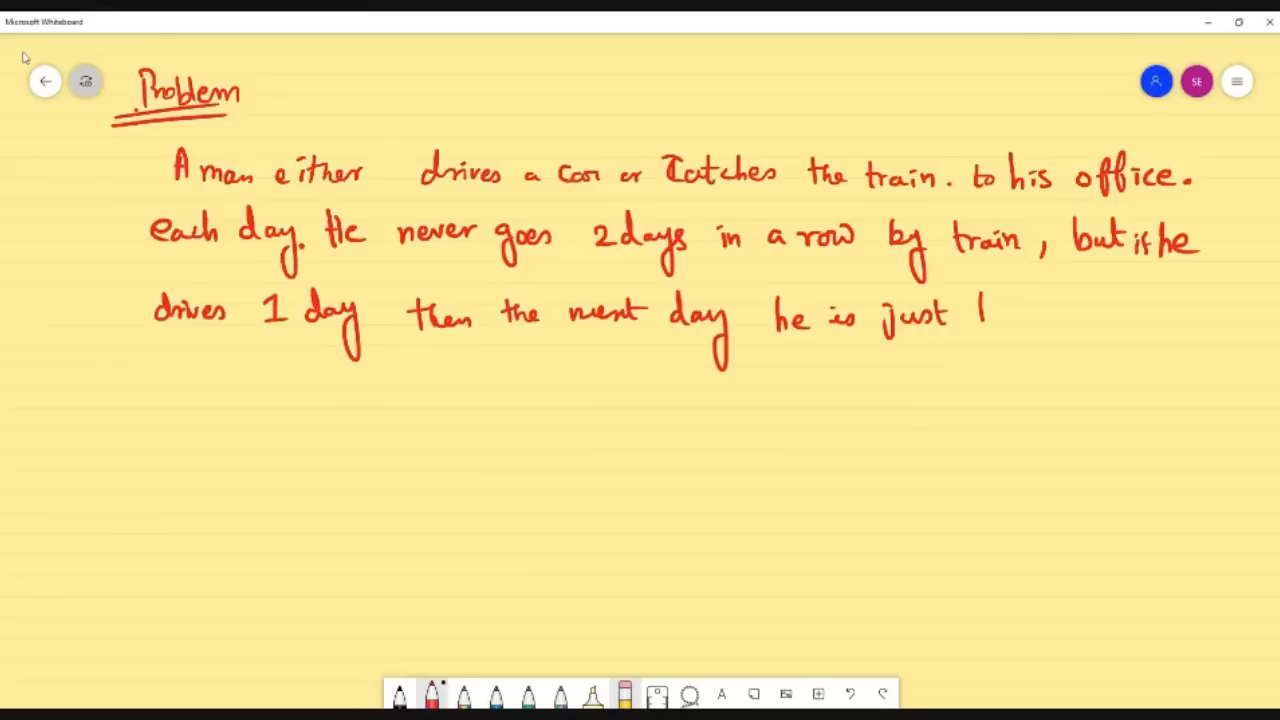 Microsoft Whiteboard
SE
Problem
A man either drives a car or Catches the train. to his office.
each day. He never goes 2 days in a row by train, but if he
drives 1 day then the next day he is just
A